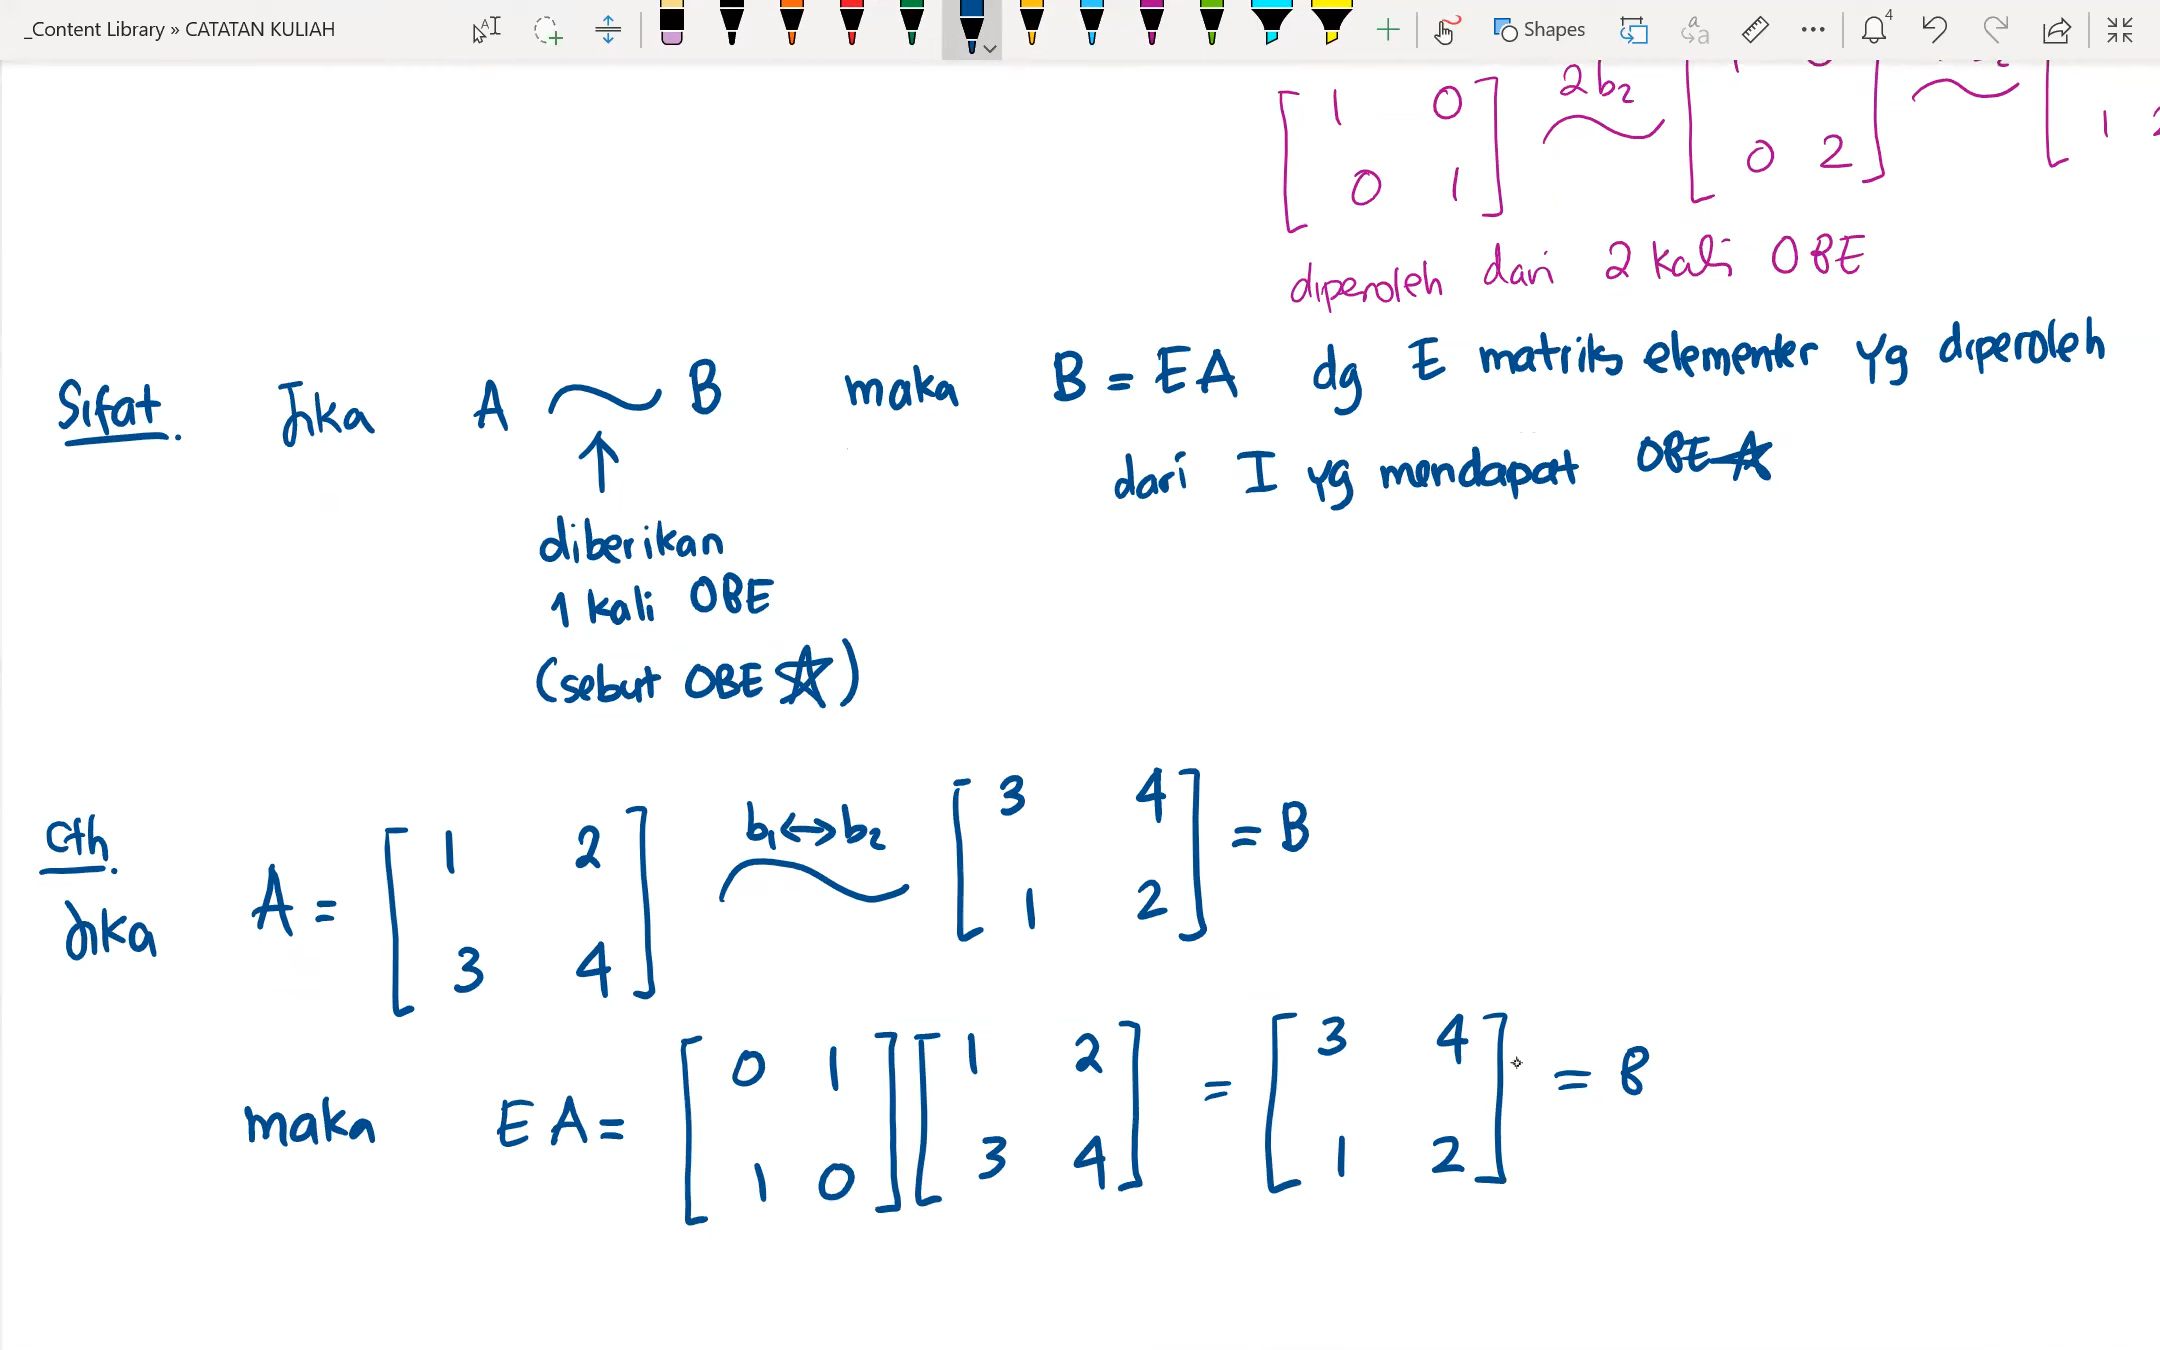 _Content Library » CATATAN KULIAH
Shapes
4
2b₂
1 0
0 1
0 2
1
diperoleh dari 2 kali OBE
Sifat. Jika A ~ B maka B = EA dg E matriks elementer yg diperoleh
dari I yg mendapat OBE ☆
↑
diberikan
1 kali OBE
(sebut OBE ☆)
Cth.
Jika A = [1 2 3 4] b₁↔b₂ ~ [3 4 1 2] = B
maka EA = [0 1 1 0] [1 2 3 4] = [3 4 1 2] = B